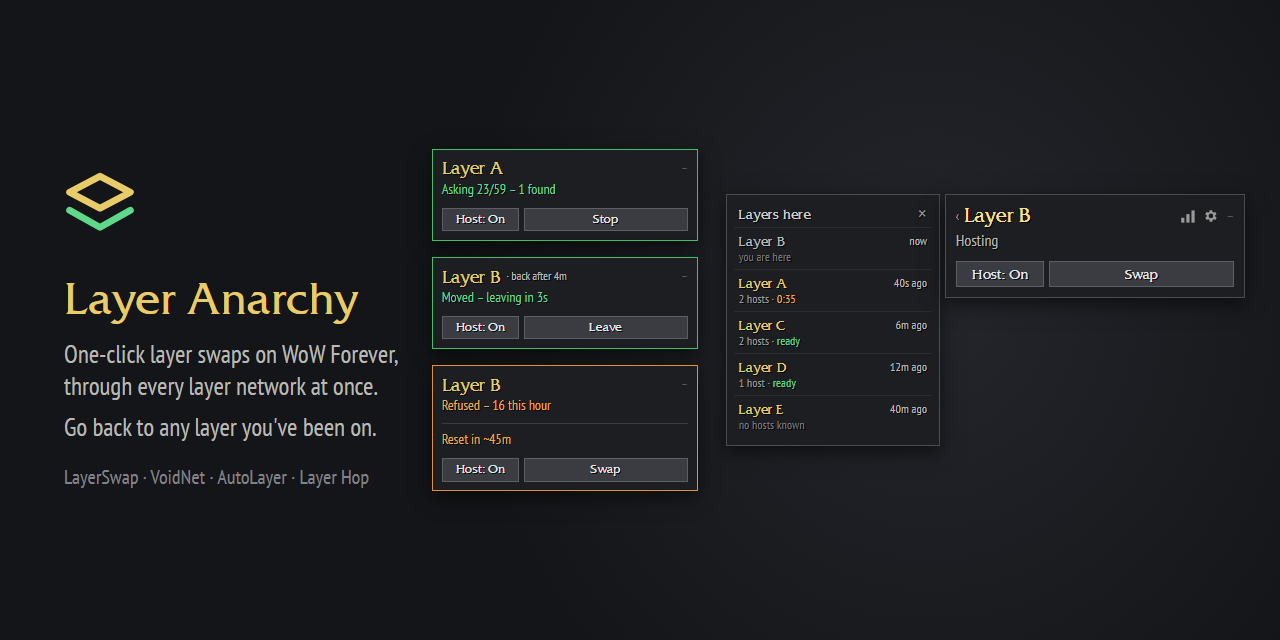 Layer Anarchy
One-click layer swaps on WoW Forever,
through every layer network at once.
Go back to any layer you've been on.
LayerSwap · VoidNet · AutoLayer · Layer Hop
Layer A
Asking 23/59 – 1 found
Host: On Stop
Layer B · back after 4m
Moved – leaving in 3s
Host: On Leave
Layer B
Refused – 16 this hour
Reset in ~45m
Host: On Swap
Layers here ×
Layer B now
you are here
Layer A 40s ago
2 hosts · 0:35
Layer C 6m ago
2 hosts · ready
Layer D 12m ago
1 host · ready
Layer E 40m ago
no hosts known
‹ Layer B
Hosting
Host: On Swap